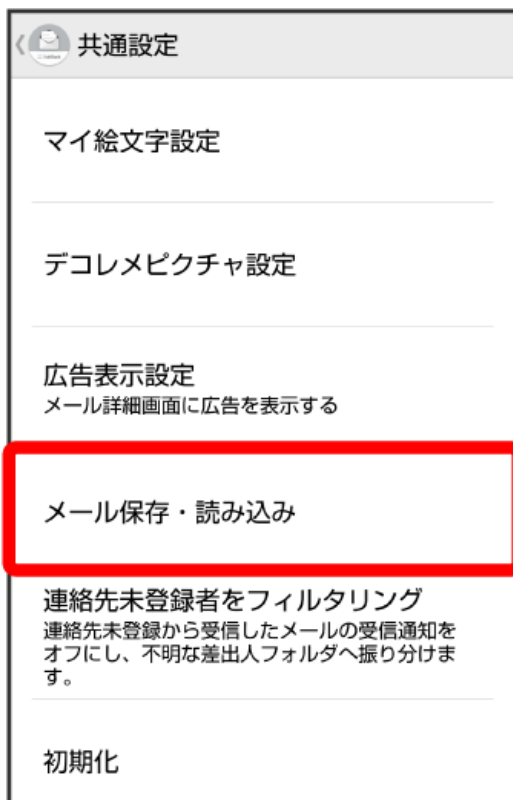 共通設定
マイ絵文字設定
デコレメピクチャ設定
広告表示設定
メール詳細画面に広告を表示する
メール保存・読み込み
連絡先未登録者をフィルタリング
連絡先未登録から受信したメールの受信通知を
オフにし、不明な差出人フォルダへ振り分けま
す。
初期化